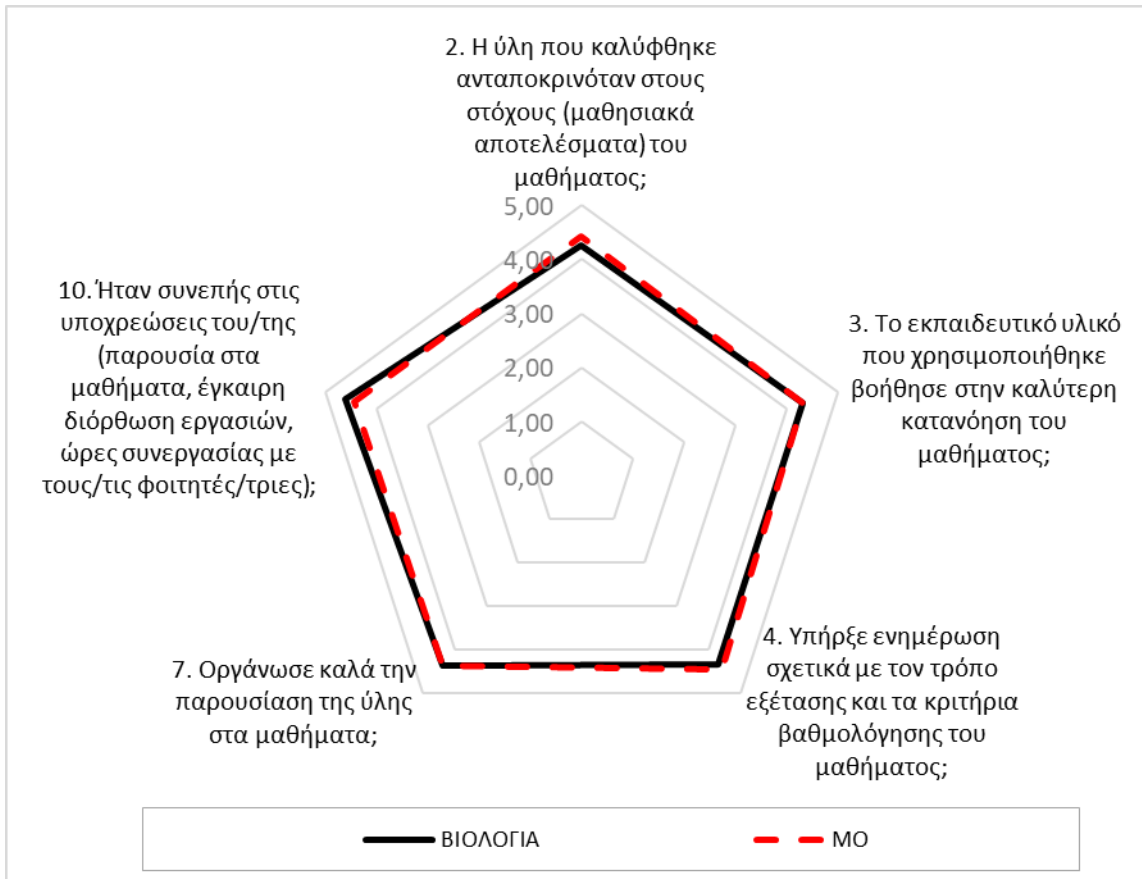 2. Η ύλη που καλύφθηκε
ανταποκρινόταν στους
στόχους (μαθησιακά
αποτελέσματα) του
μαθήματος;
5,00
4,00
3,00
2,00
1,00
0,00
3. Το εκπαιδευτικό υλικό
που χρησιμοποιήθηκε
βοήθησε στην καλύτερη
κατανόηση του
μαθήματος;
4. Υπήρξε ενημέρωση
σχετικά με τον τρόπο
εξέτασης και τα κριτήρια
βαθμολόγησης του
μαθήματος;
7. Οργάνωσε καλά την
παρουσίαση της ύλης
στα μαθήματα;
10. Ήταν συνεπής στις
υποχρεώσεις του/της
(παρουσία στα
μαθήματα, έγκαιρη
διόρθωση εργασιών,
ώρες συνεργασίας με
τους/τις φοιτητές/τριες);
ΒΙΟΛΟΓΙΑ
ΜΟ